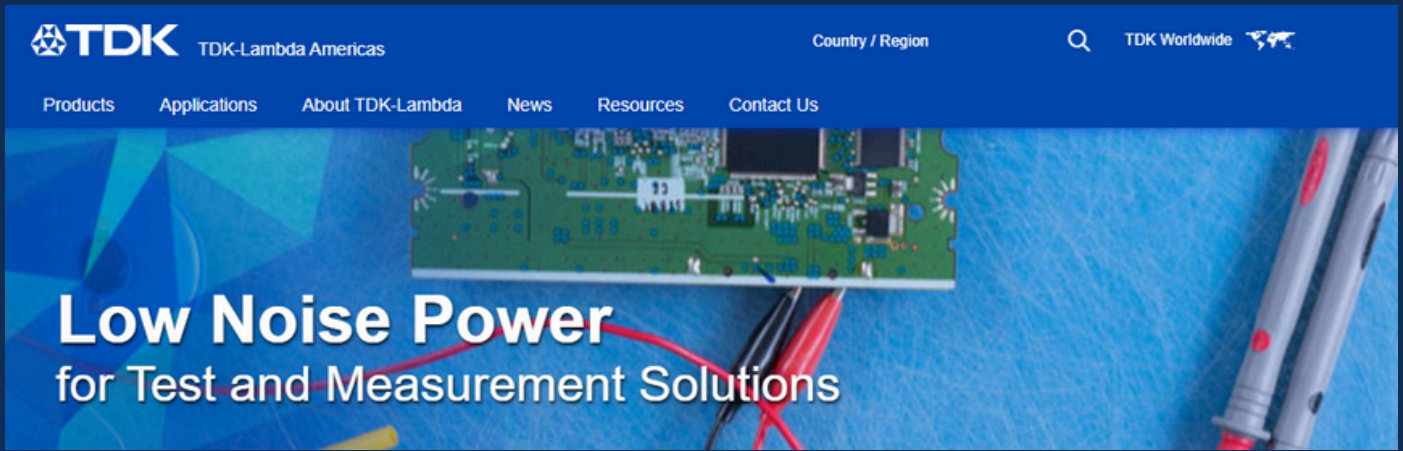 TDK TDK-Lambda Americas Country / Region TDK Worldwide
Products Applications About TDK-Lambda News Resources Contact Us
Low Noise Power
for Test and Measurement Solutions